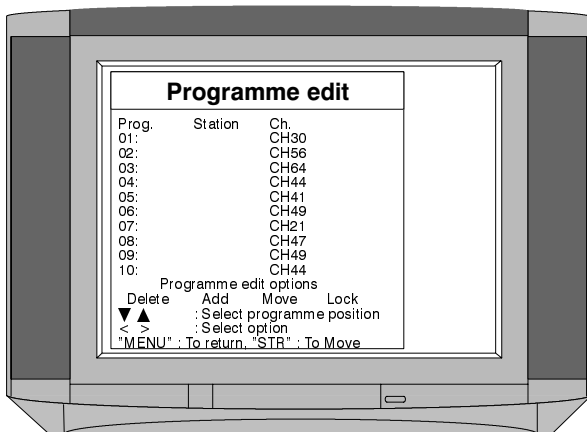 Programme edit
Prog. Station Ch.
01: CH30
02: CH56
03: CH64
04: CH44
05: CH41
06: CH49
07: CH21
08: CH47
09: CH49
10: CH44
Programme edit options
Delete Add Move Lock
▼ ▲ : Select programme position
< > : Select option
"MENU" : To return, "STR" : To Move